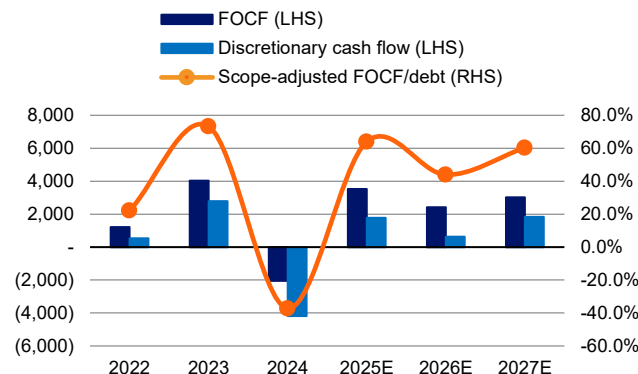 FOCF (LHS)
Discretionary cash flow (LHS)
Scope-adjusted FOCF/debt (RHS)
8,000 80.0%
6,000 60.0%
4,000 40.0%
2,000 20.0%
- 0.0%
(2,000) -20.0%
(4,000) -40.0%
(6,000) -60.0%
2022 2023 2024 2025E 2026E 2027E